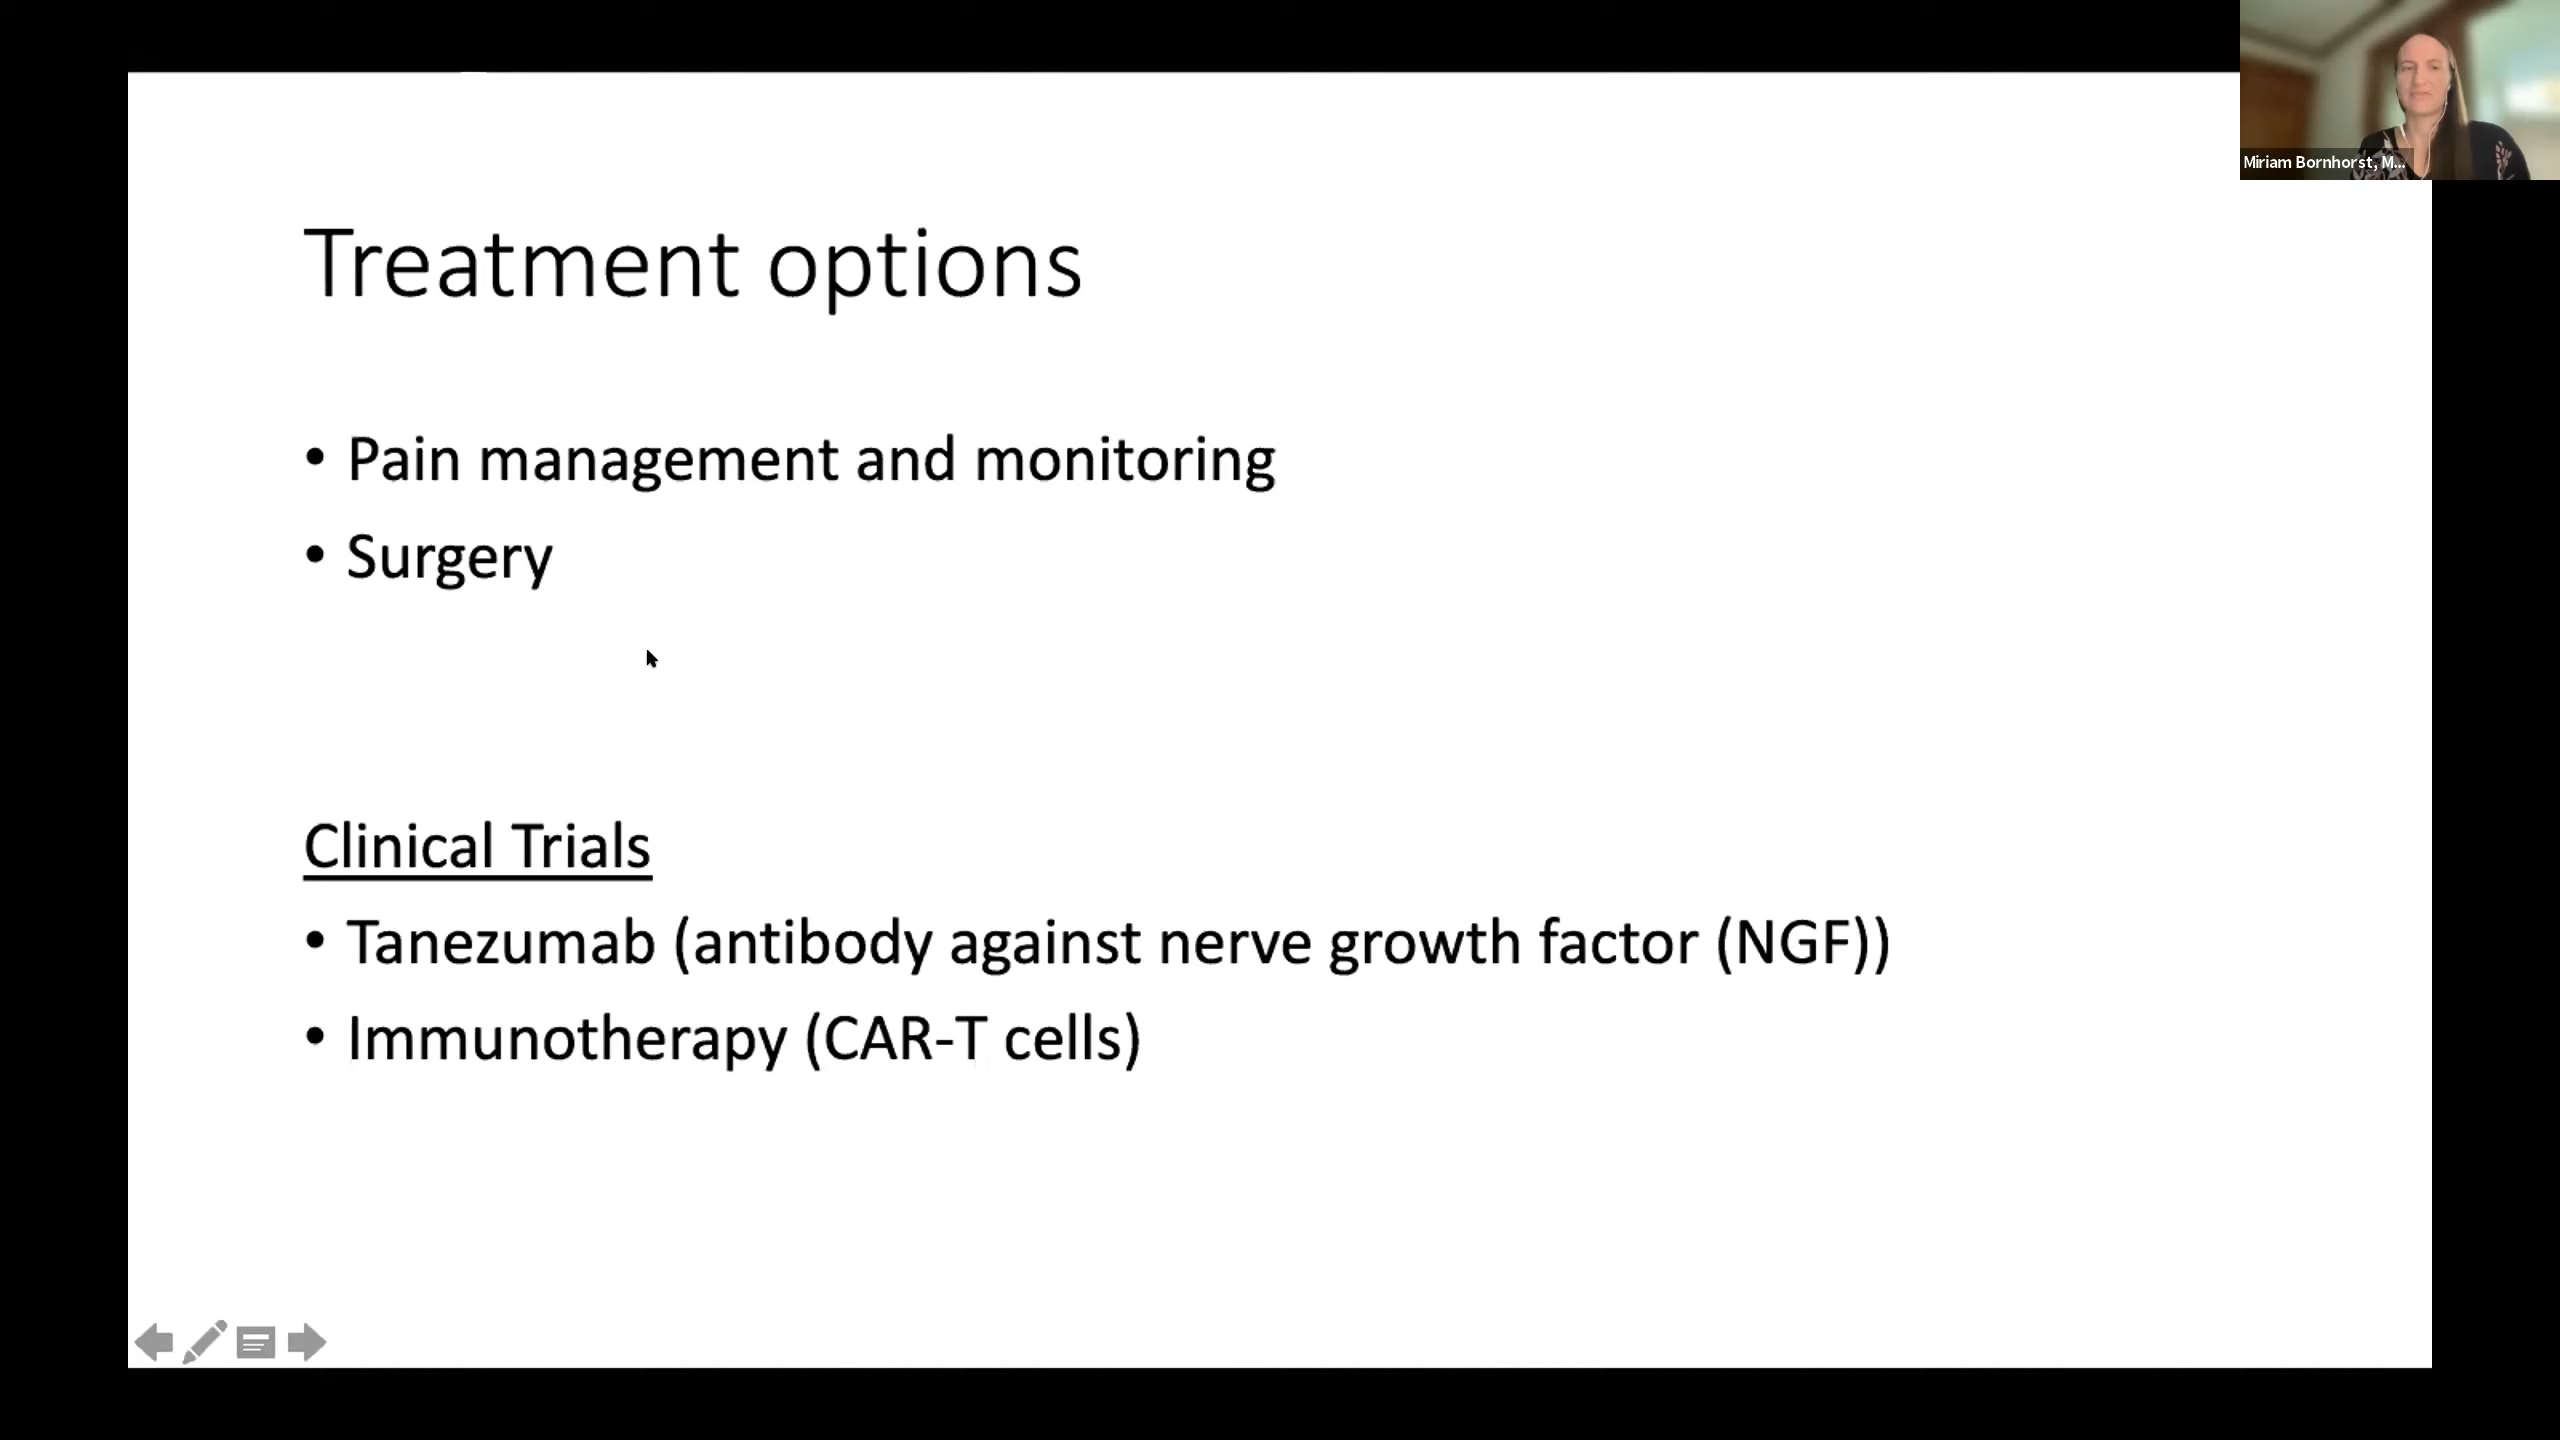 Miriam Bornhorst, M...
Treatment options
• Pain management and monitoring
• Surgery
Clinical Trials
• Tanezumab (antibody against nerve growth factor (NGF))
• Immunotherapy (CAR-T cells)